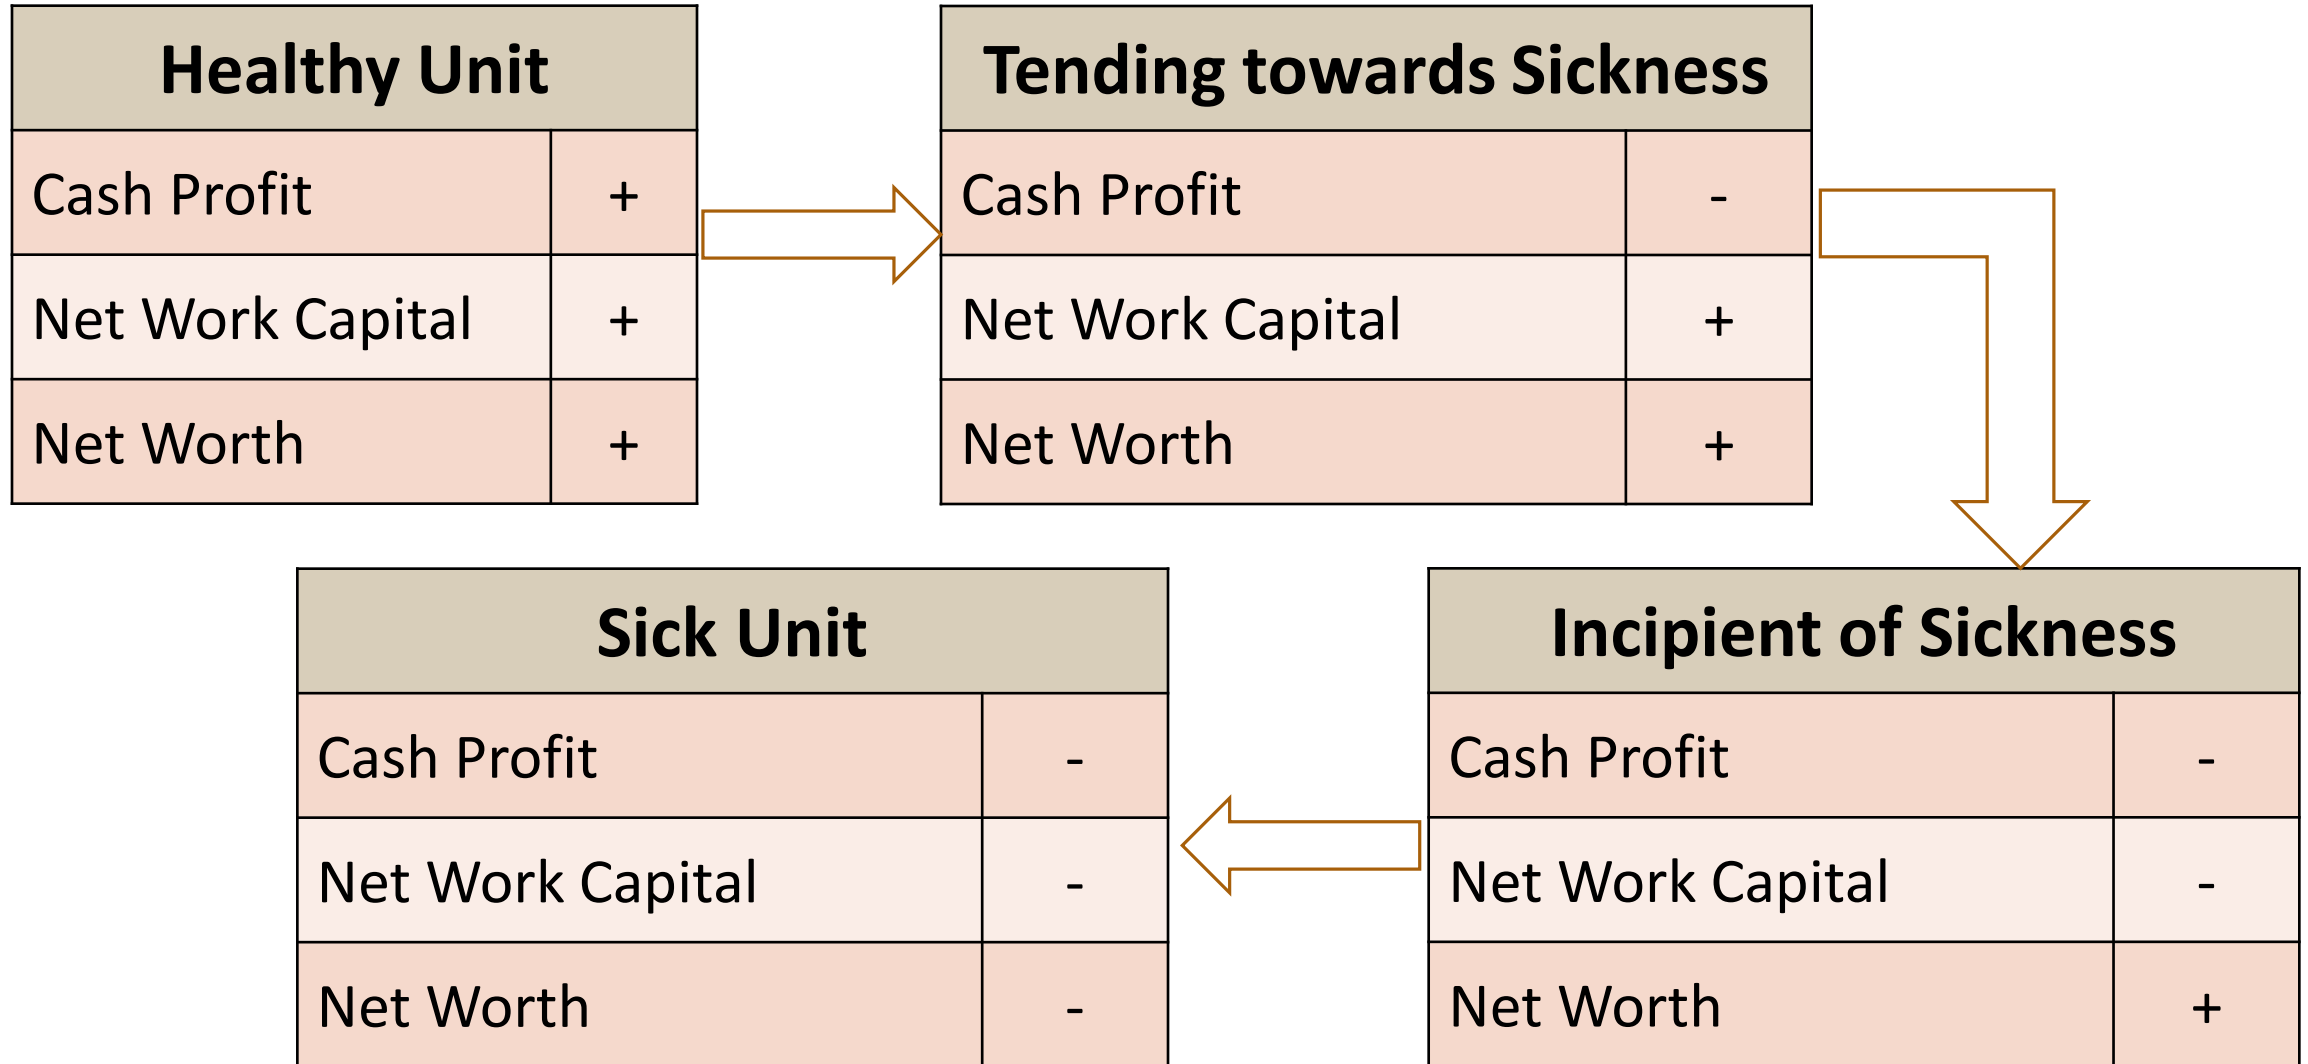 Healthy Unit
Cash Profit +
Net Work Capital +
Net Worth +
Tending towards Sickness
Cash Profit -
Net Work Capital +
Net Worth +
Incipient of Sickness
Cash Profit -
Net Work Capital -
Net Worth +
Sick Unit
Cash Profit -
Net Work Capital -
Net Worth -